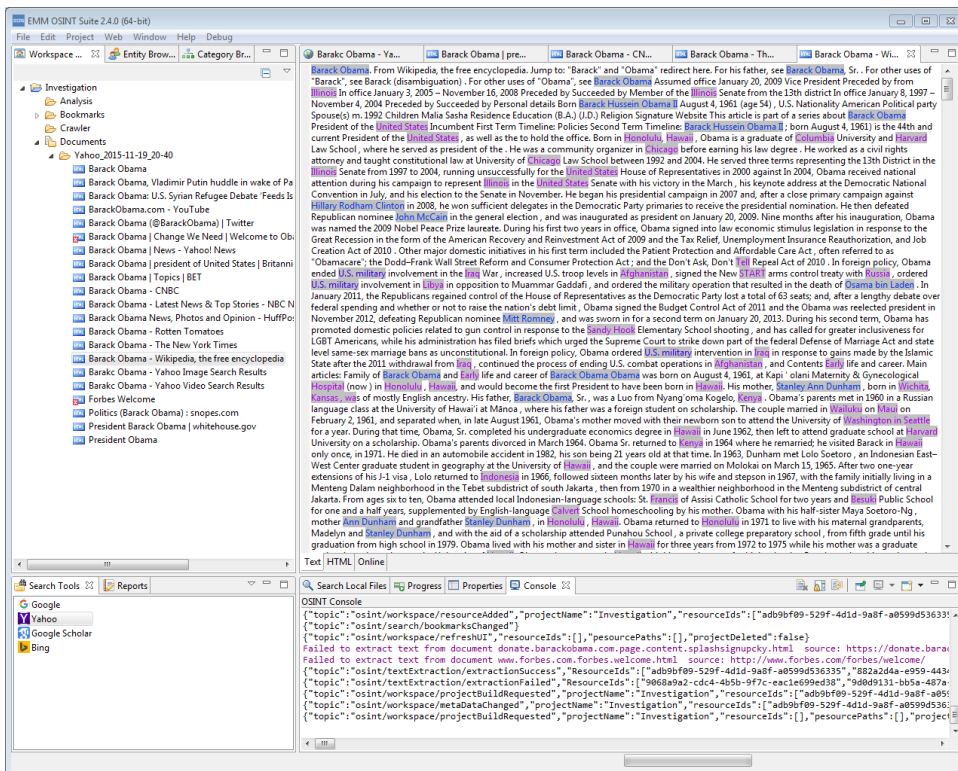 EMM OSINT Suite 2.4.0 (64-bit)
File Edit Project Web Window Help Debug
Workspace ... Entity Brow... Category Br...
Investigation
Analysis
Bookmarks
Crawler
Documents
Yahoo_2015-11-19_20-40
Barack Obama
Barack Obama, Vladimir Putin huddle in wake of Pa
Barack Obama: U.S. Syrian Refugee Debate 'Feeds Is
BarackObama.com - YouTube
Barack Obama (@BarackObama) | Twitter
Barack Obama | Change We Need | Welcome to Oba
Barack Obama | News - Yahoo! News
Barack Obama | president of United States | Britanni
Barack Obama | Topics | BET
Barack Obama - CNBC
Barack Obama - Latest News & Top Stories - NBC N
Barack Obama News, Photos and Opinion - HuffPos
Barack Obama - Rotten Tomatoes
Barack Obama - The New York Times
Barack Obama - Wikipedia, the free encyclopedia
Barakc Obama - Yahoo Image Search Results
Barakc Obama - Yahoo Video Search Results
Forbes Welcome
Politics (Barack Obama) : snopes.com
President Barack Obama | whitehouse.gov
President Obama
Barakc Obama - Ya... Barack Obama | pre... Barack Obama - CN... Barack Obama - Th... Barack Obama - Wi...
Barack Obama. From Wikipedia, the free encyclopedia. Jump to: "Barack" and "Obama" redirect here. For his father, see Barack Obama, Sr. . For other uses of
"Barack", see Barack (disambiguation) . For other uses of "Obama", see Barack Obama Assumed office January 20, 2009 Vice President Preceded by from
Illinois In office January 3, 2005 – November 16, 2008 Preceded by Succeeded by Member of the Illinois Senate from the 13th district In office January 8, 1997 –
November 4, 2004 Preceded by Succeeded by Personal details Born Barack Hussein Obama II August 4, 1961 (age 54) , U.S. Nationality American Political party
Spouse(s) m. 1992 Children Malia Sasha Residence Education (B.A.) (J.D.) Religion Signature Website This article is part of a series about Barack Obama
President of the United States Incumbent First Term Timeline: Policies Second Term Timeline: Barack Hussein Obama II ; born August 4, 1961) is the 44th and
current President of the United States , as well as the to hold the office. Born in Honolulu, Hawaii , Obama is a graduate of Columbia University and Harvard
Law School , where he served as president of the . He was a community organizer in Chicago before earning his law degree . He worked as a civil rights
attorney and taught constitutional law at University of Chicago Law School between 1992 and 2004. He served three terms representing the 13th District in the
Illinois Senate from 1997 to 2004, running unsuccessfully for the United States House of Representatives in 2000 against In 2004, Obama received national
attention during his campaign to represent Illinois in the United States Senate with his victory in the March , his keynote address at the Democratic National
Convention in July, and his election to the Senate in November. He began his presidential campaign in 2007 and, after a close primary campaign against
Hillary Rodham Clinton in 2008, he won sufficient delegates in the Democratic Party primaries to receive the presidential nomination. He then defeated
Republican nominee John McCain in the general election , and was inaugurated as president on January 20, 2009. Nine months after his inauguration, Obama
was named the 2009 Nobel Peace Prize laureate. During his first two years in office, Obama signed into law economic stimulus legislation in response to the
Great Recession in the form of the American Recovery and Reinvestment Act of 2009 and the Tax Relief, Unemployment Insurance Reauthorization, and Job
Creation Act of 2010 . Other major domestic initiatives in his first term included the Patient Protection and Affordable Care Act , often referred to as
"Obamacare"; the Dodd–Frank Wall Street Reform and Consumer Protection Act ; and the Don't Ask, Don't Tell Repeal Act of 2010 . In foreign policy, Obama
ended U.S. military involvement in the Iraq War , increased U.S. troop levels in Afghanistan , signed the New START arms control treaty with Russia , ordered
U.S. military involvement in Libya in opposition to Muammar Gaddafi , and ordered the military operation that resulted in the death of Osama bin Laden . In
January 2011, the Republicans regained control of the House of Representatives as the Democratic Party lost a total of 63 seats; and, after a lengthy debate over
federal spending and whether or not to raise the nation's debt limit , Obama signed the Budget Control Act of 2011 and the Obama was reelected president in
November 2012, defeating Republican nominee Mitt Romney , and was sworn in for a second term on January 20, 2013. During his second term, Obama has
promoted domestic policies related to gun control in response to the Sandy Hook Elementary School shooting , and has called for greater inclusiveness for
LGBT Americans, while his administration has filed briefs which urged the Supreme Court to strike down part of the federal Defense of Marriage Act and state
level same-sex marriage bans as unconstitutional. In foreign policy, Obama ordered U.S. military intervention in Iraq in response to gains made by the Islamic
State after the 2011 withdrawal from Iraq , continued the process of ending U.S. combat operations in Afghanistan , and Contents Early life and career. Main
articles: Family of Barack Obama and Early life and career of Barack Obama Obama was born on August 4, 1961, at Kapi ' olani Maternity & Gynecological
Hospital (now ) in Honolulu , Hawaii, and would become the first President to have been born in Hawaii. His mother, Stanley Ann Dunham , born in Wichita,
Kansas , was of mostly English ancestry. His father, Barack Obama, Sr. , was a Luo from Nyang'oma Kogelo, Kenya . Obama's parents met in 1960 in a Russian
language class at the University of Hawai'i at Mānoa , where his father was a foreign student on scholarship. The couple married in Wailuku on Maui on
February 2, 1961, and separated when, in late August 1961, Obama's mother moved with their newborn son to attend the University of Washington in Seattle
for a year. During that time, Obama, Sr. completed his undergraduate economics degree in Hawaii in June 1962, then left to attend graduate school at Harvard
University on a scholarship. Obama's parents divorced in March 1964. Obama Sr. returned to Kenya in 1964 where he remarried; he visited Barack in Hawaii
only once, in 1971. He died in an automobile accident in 1982, his son being 21 years old at that time. In 1963, Dunham met Lolo Soetoro , an Indonesian East–
West Center graduate student in geography at the University of Hawaii , and the couple were married on Molokai on March 15, 1965. After two one-year
extensions of his J-1 visa , Lolo returned to Indonesia in 1966, followed sixteen months later by his wife and stepson in 1967, with the family initially living in a
Menteng Dalam neighborhood in the Tebet subdistrict of south Jakarta , then from 1970 in a wealthier neighborhood in the Menteng subdistrict of central
Jakarta. From ages six to ten, Obama attended local Indonesian-language schools: St. Francis of Assisi Catholic School for two years and Besuki Public School
for one and a half years, supplemented by English-language Calvert School homeschooling by his mother. Obama with his half-sister Maya Soetoro-Ng ,
mother Ann Dunham and grandfather Stanley Dunham , in Honolulu , Hawaii. Obama returned to Honolulu in 1971 to live with his maternal grandparents,
Madelyn and Stanley Dunham , and with the aid of a scholarship attended Punahou School , a private college preparatory school , from fifth grade until his
graduation from high school in 1979. Obama lived with his mother and sister in Hawaii for three years from 1972 to 1975 while his mother was a graduate
Text HTML Online
Search Tools Reports
Google
Yahoo
Google Scholar
Bing
Search Local Files Progress Properties Console
OSINT Console
{"topic":"osint/workspace/resourceAdded","projectName":"Investigation","resourceIds":["adb9bf09-529f-4d1d-9a8f-a0599d536335"
{"topic":"osint/search/bookmarksChanged"}
{"topic":"osint/workspace/refreshUI","resourceIds":[],"pesourcePaths":[],"projectDeleted":false}
Failed to extract text from document donate.barackobama.com.page.content.splashsignupcky.html source: https://donate.barac
Failed to extract text from document www.forbes.com.forbes.welcome.html source: http://www.forbes.com/forbes/welcome/
{"topic":"osint/textExtraction/extractionSuccess","ResourceIds":["adb9bf09-529f-4d1d-9a8f-a0599d536335","882a2d4a-e959-443
{"topic":"osint/textExtraction/extractionFailed","ResourceIds":["9068a9a2-cdc4-4b5b-9f7c-eac1e699ed38","9d0d9131-bb5a-487a-
{"topic":"osint/workspace/projectBuildRequested","projectName":"Investigation","resourceIds":["adb9bf09-529f-4d1d-9a8f-a059
{"topic":"osint/workspace/metaDataChanged","projectName":"Investigation","resourceIds":["adb9bf09-529f-4d1d-9a8f-a0599d5363
{"topic":"osint/workspace/projectBuildRequested","projectName":"Investigation","resourceIds":[],"pesourcePaths":[],"project